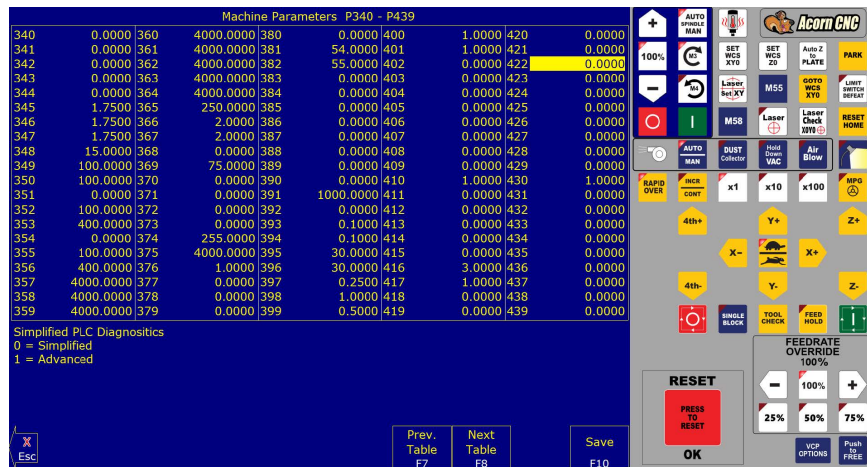 Machine Parameters P340 - P439
340 0.0000 360 4000.0000 380 0.0000 400 1.0000 420 0.0000
341 0.0000 361 4000.0000 381 54.0000 401 1.0000 421 0.0000
342 0.0000 362 4000.0000 382 55.0000 402 0.0000 422 0.0000
343 0.0000 363 4000.0000 383 0.0000 403 0.0000 423 0.0000
344 0.0000 364 4000.0000 384 0.0000 404 0.0000 424 0.0000
345 1.7500 365 250.0000 385 0.0000 405 0.0000 425 0.0000
346 1.7500 366 2.0000 386 0.0000 406 0.0000 426 0.0000
347 1.7500 367 2.0000 387 0.0000 407 0.0000 427 0.0000
348 15.0000 368 0.0000 388 0.0000 408 0.0000 428 0.0000
349 100.0000 369 75.0000 389 0.0000 409 0.0000 429 0.0000
350 100.0000 370 0.0000 390 0.0000 410 1.0000 430 1.0000
351 0.0000 371 0.0000 391 1000.0000 411 0.0000 431 0.0000
352 100.0000 372 0.0000 392 0.0000 412 0.0000 432 0.0000
353 400.0000 373 0.0000 393 0.1000 413 0.0000 433 0.0000
354 0.0000 374 255.0000 394 0.1000 414 0.0000 434 0.0000
355 100.0000 375 4000.0000 395 30.0000 415 0.0000 435 0.0000
356 400.0000 376 1.0000 396 30.0000 416 3.0000 436 0.0000
357 4000.0000 377 0.0000 397 0.2500 417 1.0000 437 0.0000
358 4000.0000 378 0.0000 398 1.0000 418 0.0000 438 0.0000
359 4000.0000 379 0.0000 399 0.5000 419 0.0000 439 0.0000
Simplified PLC Diagnositics
0 = Simplified
1 = Advanced
X
Esc
Prev.
Table
F7
Next
Table
F8
Save
F10
+
AUTO
SPINDLE
MAN
Acorn CNC
100%
M3
SET
WCS
XY0
SET
WCS
Z0
Auto Z
to
PLATE
PARK
−
M4
Laser
Set XY
M55
GOTO
WCS
XY0
LIMIT
SWITCH
DEFEAT
M58
Laser
Laser
Check
X0Y0
RESET
HOME
AUTO
MAN
DUST
Collector
Hold
Down
VAC
Air
Blow
RAPID
OVER
INCR
CONT
x1
x10
x100
MPG
4th+
Y+
Z+
X−
X+
4th-
Y-
Z-
SINGLE
BLOCK
TOOL
CHECK
FEED
HOLD
FEEDRATE
OVERRIDE
100%
RESET
PRESS
TO
RESET
OK
−
100%
+
25%
50%
75%
VCP
OPTIONS
Push
to
FREE